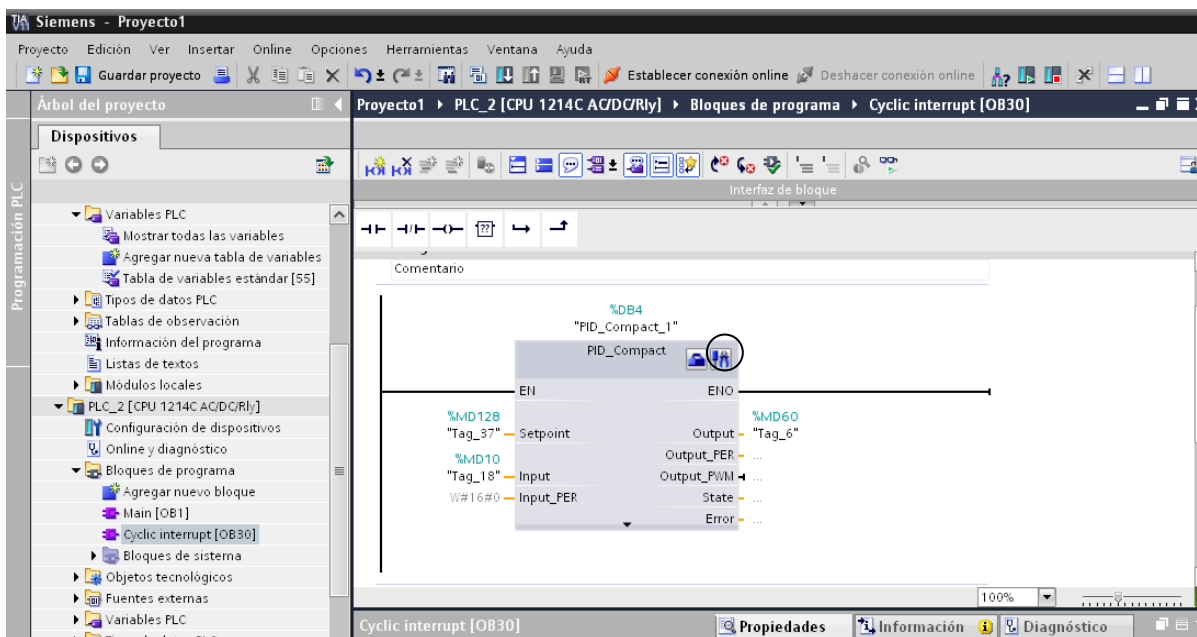 Siemens - Proyecto1
Proyecto Edición Ver Insertar Online Opciones Herramientas Ventana Ayuda
Guardar proyecto Establecer conexión online Deshacer conexión online
Árbol del proyecto
Proyecto1 ▸ PLC_2 [CPU 1214C AC/DC/Rly] ▸ Bloques de programa ▸ Cyclic interrupt [OB30]
Dispositivos
Programación PLC
Interfaz de bloque
Variables PLC
Mostrar todas las variables
Agregar nueva tabla de variables
Tabla de variables estándar [55]
Tipos de datos PLC
Tablas de observación
Información del programa
Listas de textos
Módulos locales
PLC_2 [CPU 1214C AC/DC/Rly]
Configuración de dispositivos
Online y diagnóstico
Bloques de programa
Agregar nuevo bloque
Main [OB1]
Cyclic interrupt [OB30]
Bloques de sistema
Objetos tecnológicos
Fuentes externas
Variables PLC
Comentario
%DB4
"PID_Compact_1"
PID_Compact
EN ENO
%MD128 %MD60
"Tag_37" Setpoint Output "Tag_6"
Output_PER ...
%MD10
"Tag_18" Input Output_PWM ...
W#16#0 Input_PER State ...
Error ...
100%
Cyclic interrupt [OB30] Propiedades Información Diagnóstico